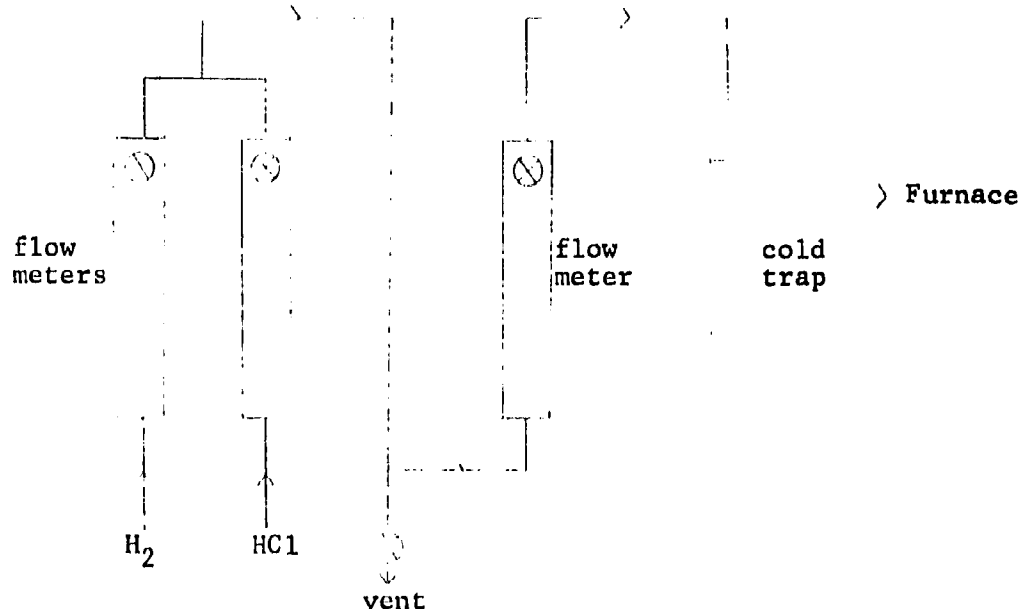 Furnace
flow
meters
flow
meter
cold
trap
H2
HCl
vent